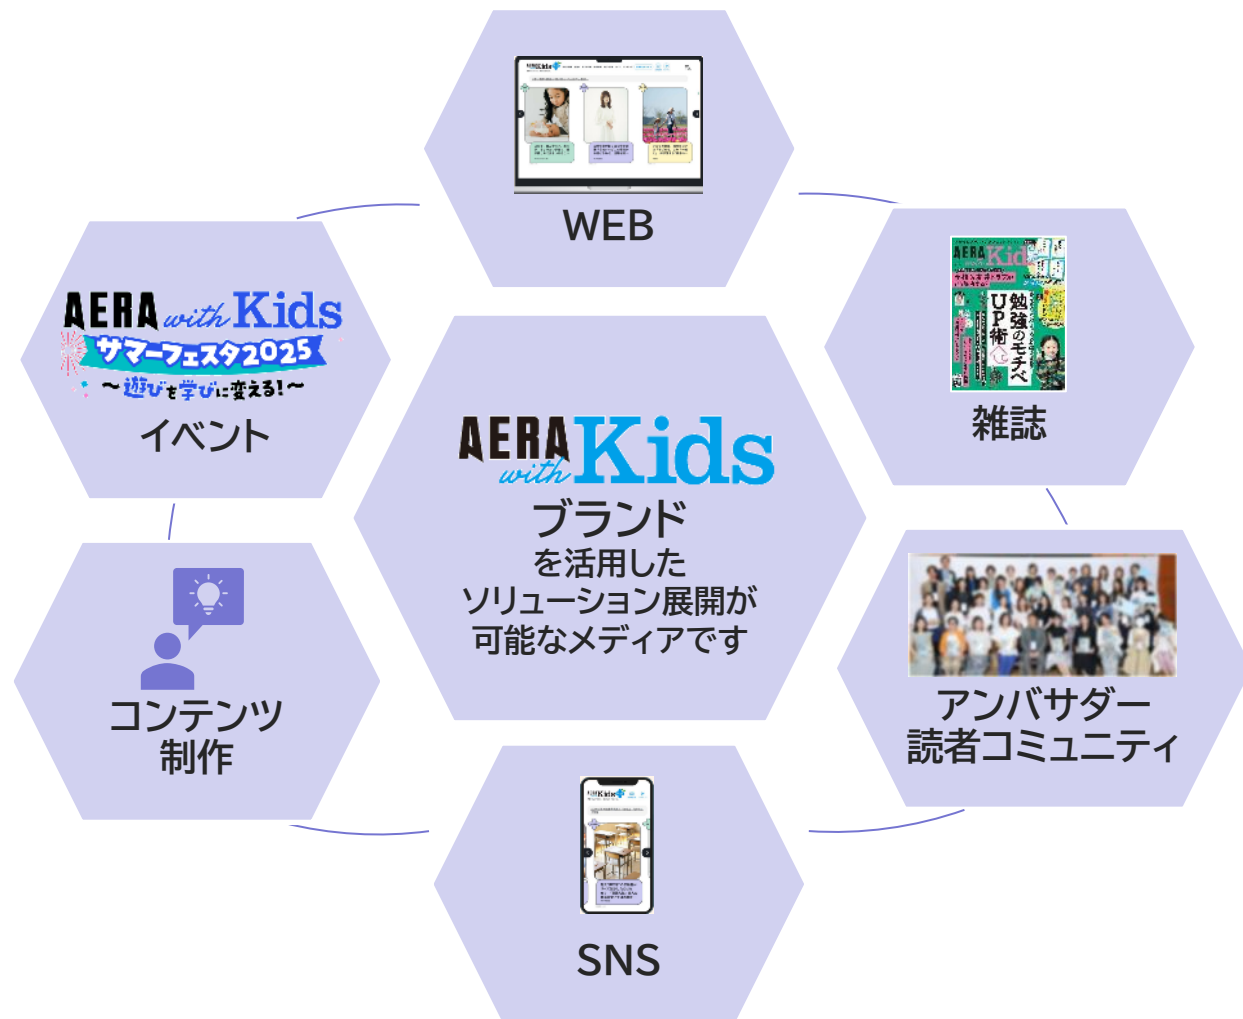 WEB
AERA with Kids
サマーフェスタ2025
～遊びを学びに変える!～
イベント
AERA with Kids
勉強のモチベ
UP術
雑誌
AERA with Kids
ブランド
を活用した
ソリューション展開が
可能なメディアです
コンテンツ
制作
アンバサダー
読者コミュニティ
SNS